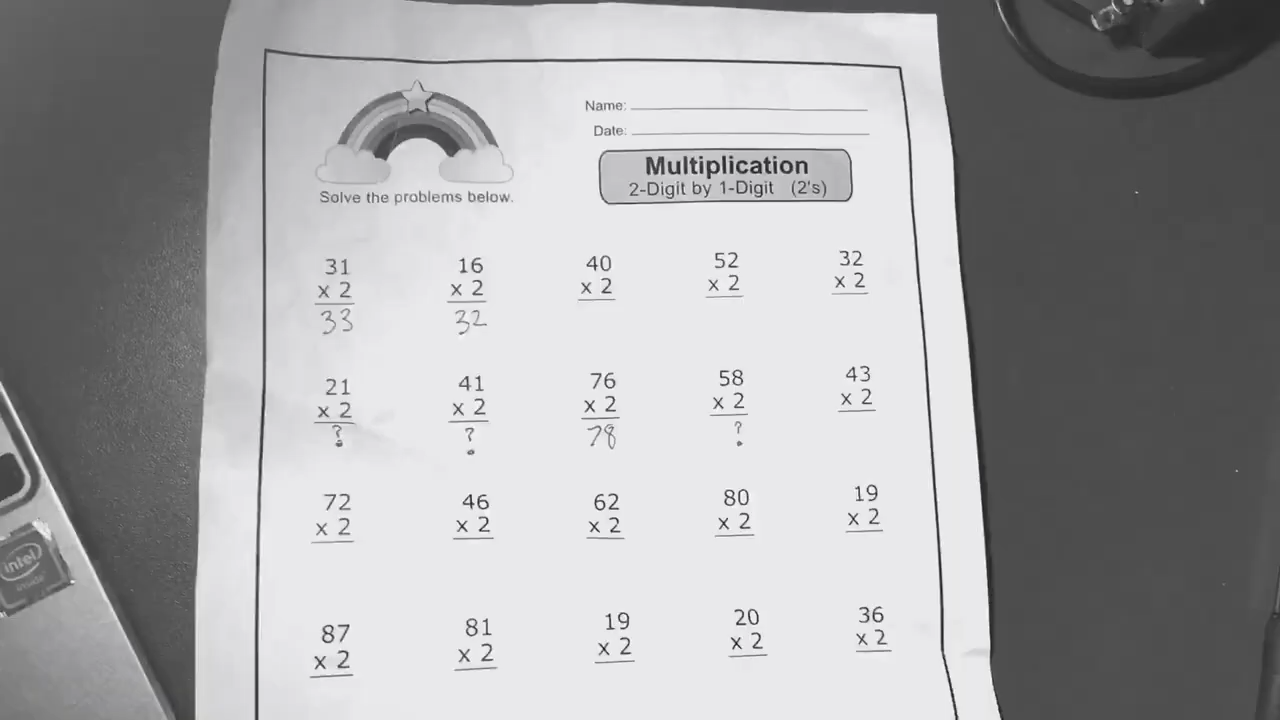 Name:
Date:
Multiplication
2-Digit by 1-Digit (2's)
Solve the problems below.
31 16 40 52 32
x 2 x 2 x 2 x 2 x 2
33 32
21 41 76 58 43
x 2 x 2 x 2 x 2 x 2
? ? 78 ?
72 46 62 80 19
x 2 x 2 x 2 x 2 x 2
87 81 19 20 36
x 2 x 2 x 2 x 2 x 2
intel
inside